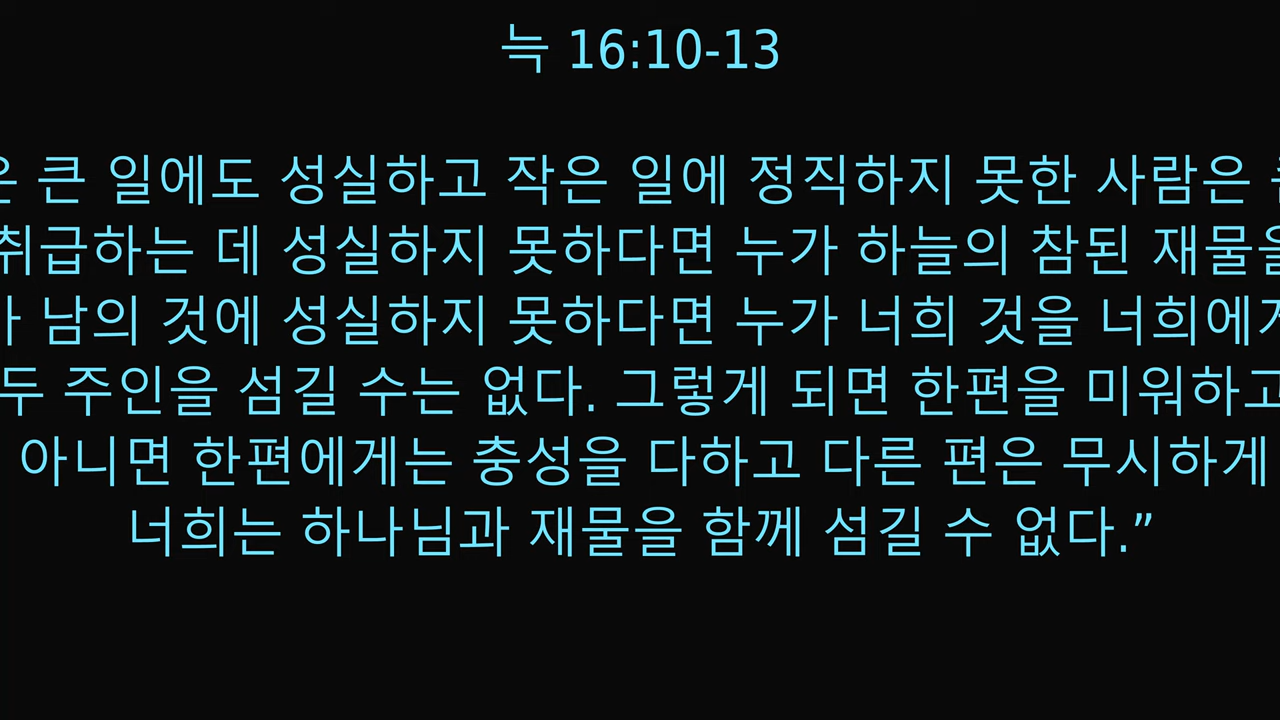 늑 16:10-13
큰 일에도 성실하고 작은 일에 정직하지 못한 사람은
취급하는 데 성실하지 못하다면 누가 하늘의 참된 재물을
남의 것에 성실하지 못하다면 누가 너희 것을 너희에게
두 주인을 섬길 수는 없다. 그렇게 되면 한편을 미워하고
아니면 한편에게는 충성을 다하고 다른 편은 무시하게
너희는 하나님과 재물을 함께 섬길 수 없다.”